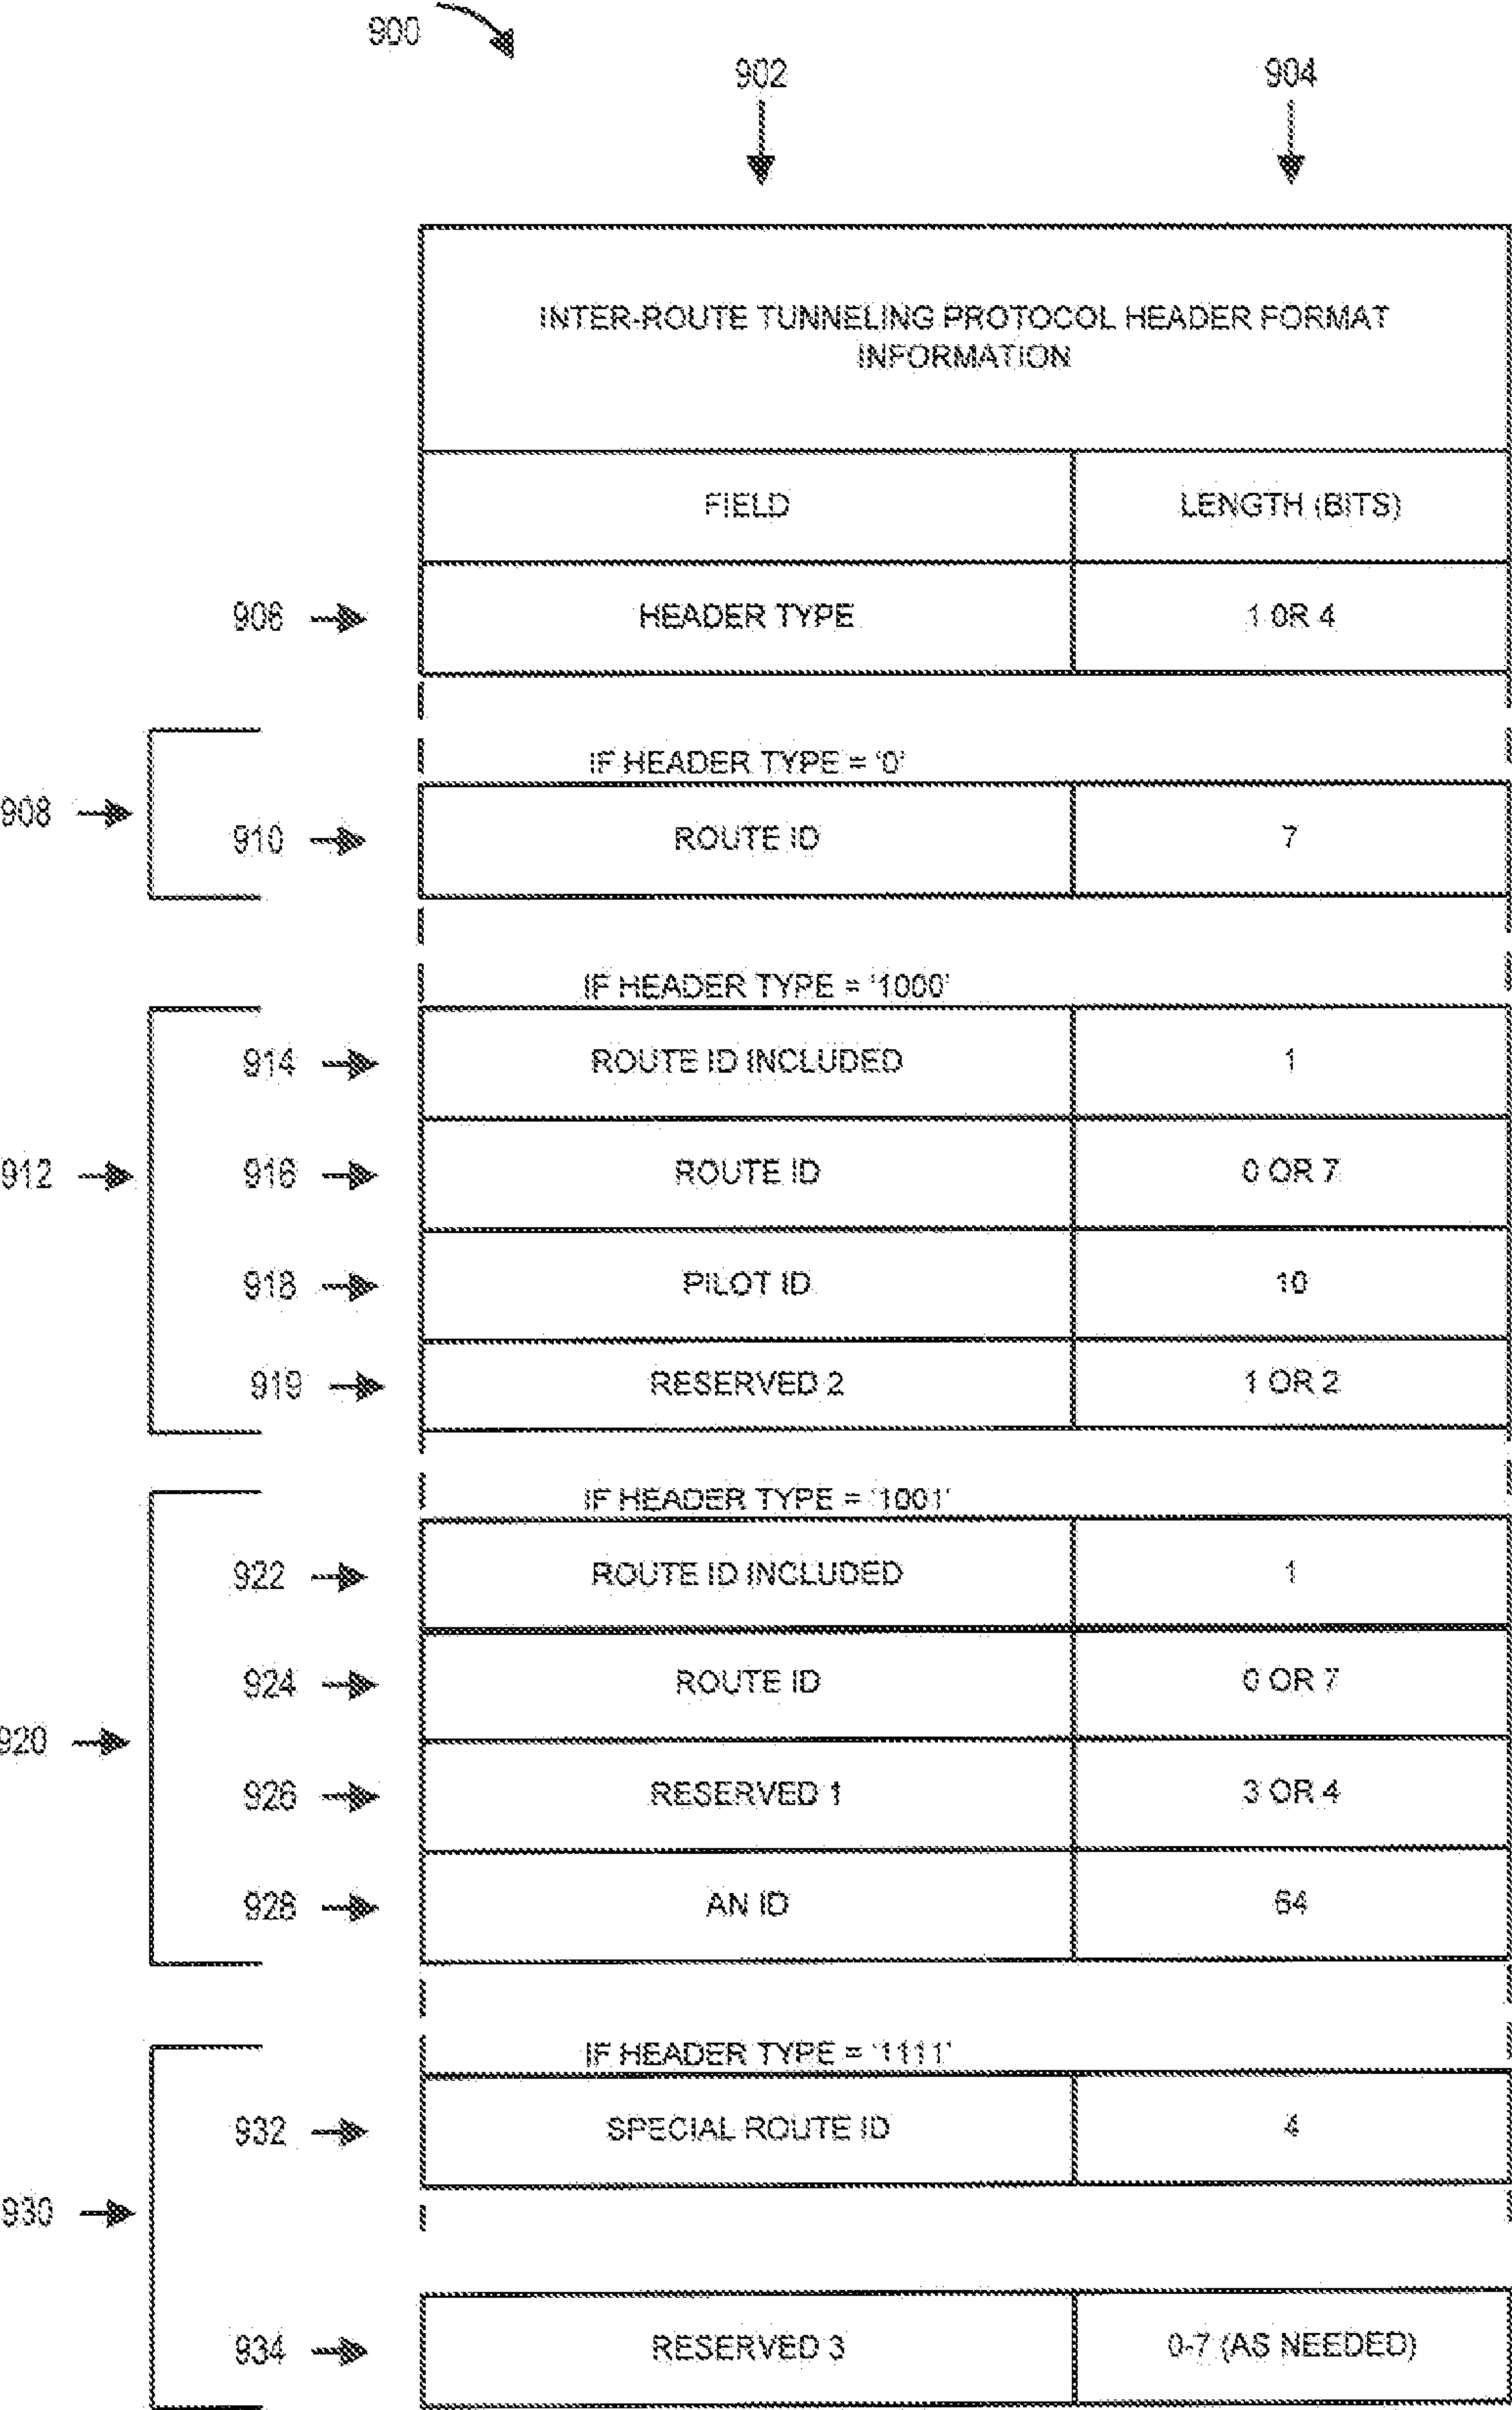 900
902 904
INTER-ROUTE TUNNELING PROTOCOL HEADER FORMAT
INFORMATION
FIELD LENGTH (BITS)
906 HEADER TYPE 1 OR 4
IF HEADER TYPE = '0'
908
910 ROUTE ID 7
IF HEADER TYPE = '1000'
914 ROUTE ID INCLUDED 1
912 916 ROUTE ID 0 OR 7
918 PILOT ID 10
919 RESERVED 2 1 OR 2
IF HEADER TYPE = '1001'
922 ROUTE ID INCLUDED 1
924 ROUTE ID 0 OR 7
920
926 RESERVED 1 3 OR 4
928 AN ID 64
IF HEADER TYPE = '1111'
932 SPECIAL ROUTE ID 4
930
934 RESERVED 3 0-7 (AS NEEDED)